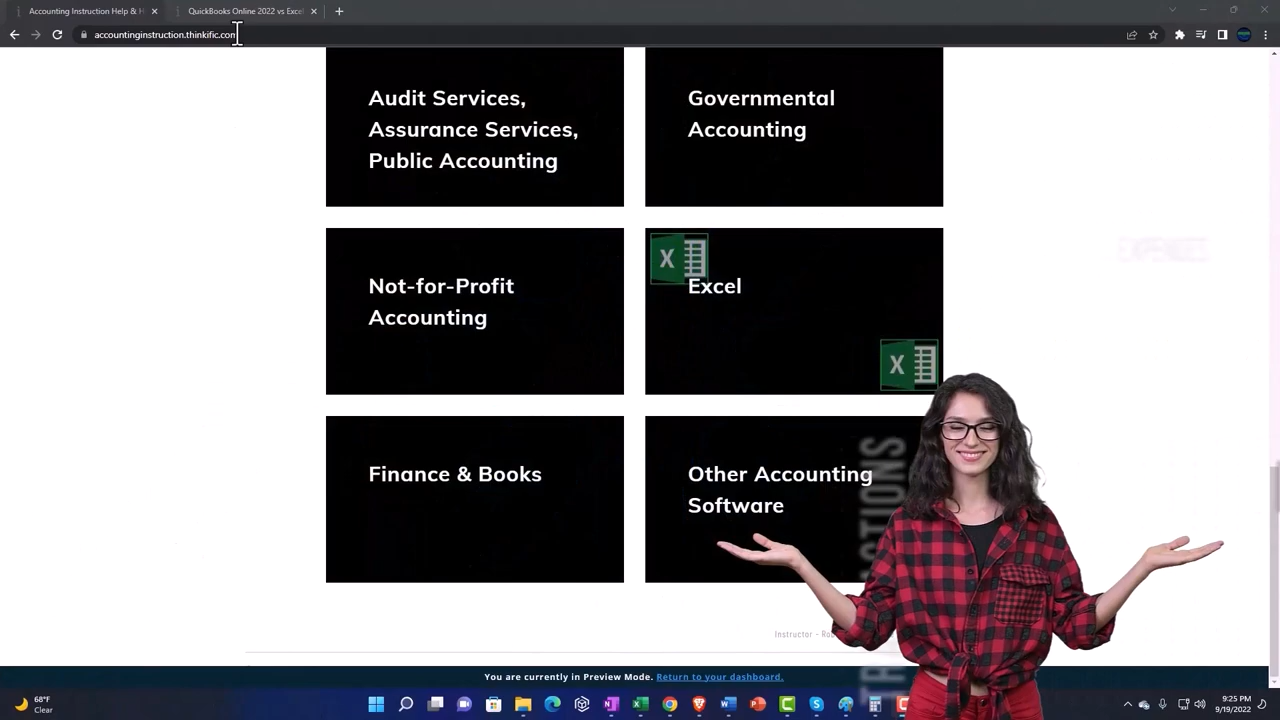 Accounting Instruction Help & H
QuickBooks Online 2022 vs Excel
accountinginstruction.thinkific.com
Audit Services,
Assurance Services,
Public Accounting
Governmental
Accounting
Not-for-Profit
Accounting
X
Excel
X
Finance & Books
Other Accounting
Software
Instructor -
You are currently in Preview Mode. Return to your dashboard.
68°F
Clear
9:25 PM
9/19/2022